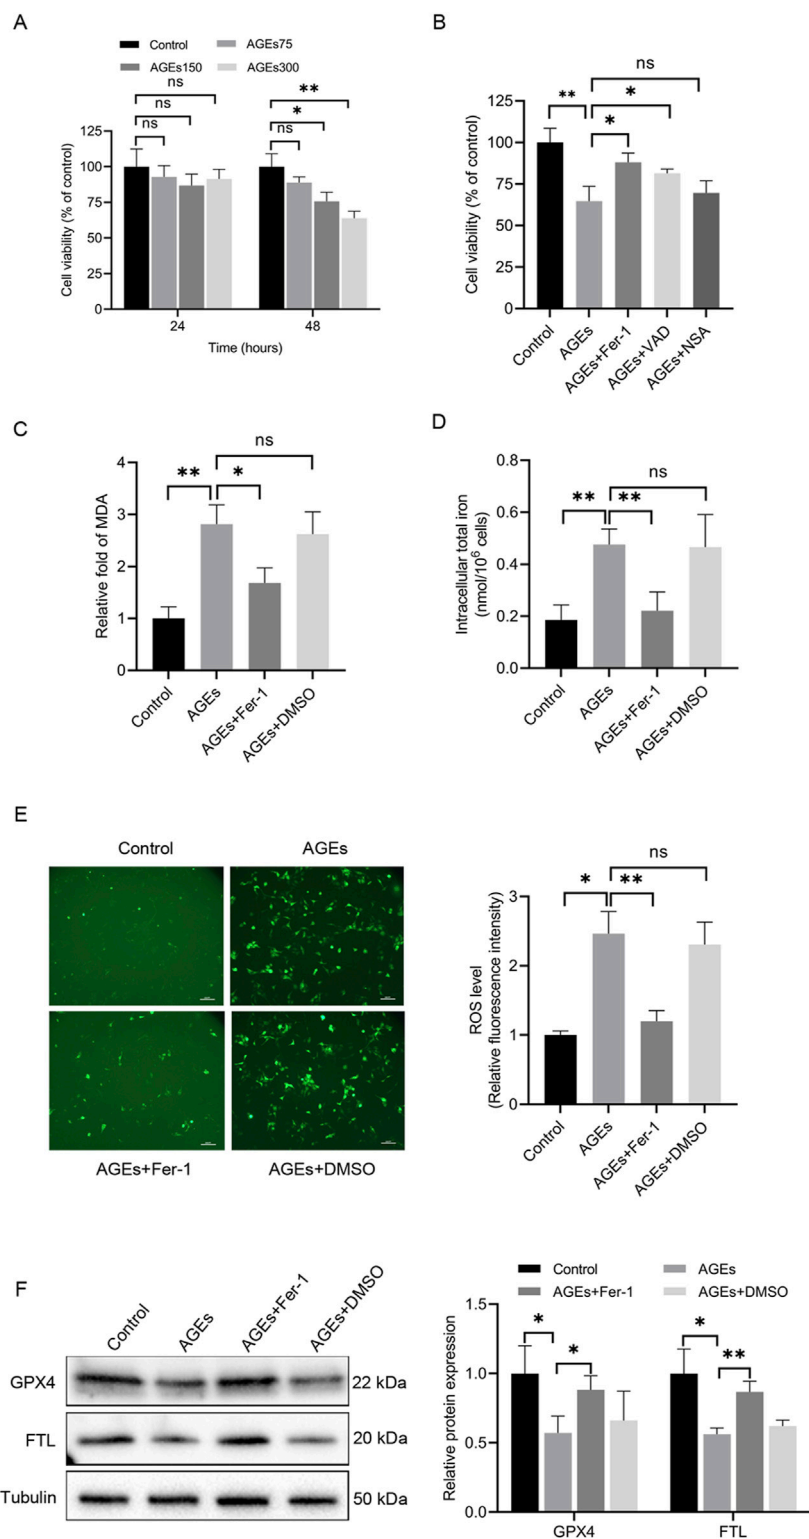 A
Control
AGEs75
AGEs150
AGEs300
ns
ns
ns
**
*
ns
Cell viability (% of control)
125
100
75
50
25
0
24
48
Time (hours)
B
ns
*
**
*
Cell viability (% of control)
125
100
75
50
25
0
Control
AGEs
AGEs+Fer-1
AGEs+VAD
AGEs+NSA
C
ns
**
*
Relative fold of MDA
4
3
2
1
0
Control
AGEs
AGEs+Fer-1
AGEs+DMSO
D
ns
**
**
Intracellular total iron
(nmol/10⁶ cells)
0.8
0.6
0.4
0.2
0.0
Control
AGEs
AGEs+Fer-1
AGEs+DMSO
E
Control
AGEs
AGEs+Fer-1
AGEs+DMSO
ns
*
**
ROS level
(Relative fluorescence intensity)
3
2
1
0
Control
AGEs
AGEs+Fer-1
AGEs+DMSO
F
Control
AGEs
AGEs+Fer-1
AGEs+DMSO
GPX4
22 kDa
FTL
20 kDa
Tubulin
50 kDa
Control
AGEs
AGEs+Fer-1
AGEs+DMSO
*
*
*
**
Relative protein expression
1.5
1.0
0.5
0.0
GPX4
FTL